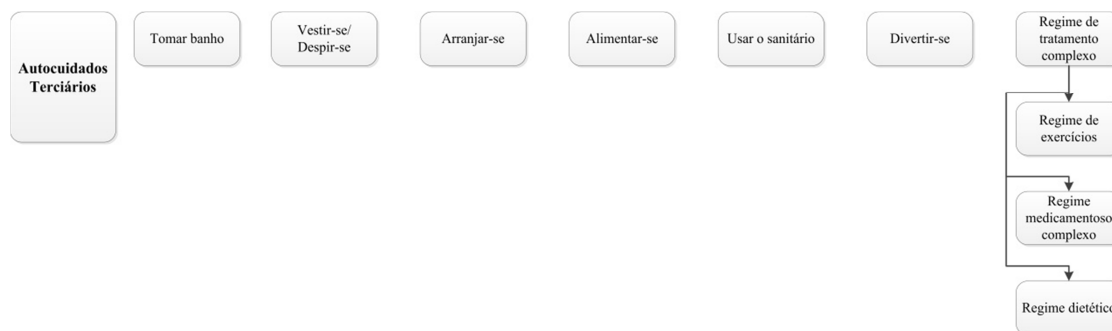 Autocuidados
Terciários
Tomar banho
Vestir-se/
Despir-se
Arranjar-se
Alimentar-se
Usar o sanitário
Divertir-se
Regime de
tratamento
complexo
Regime de
exercícios
Regime
medicamentoso
complexo
Regime dietético